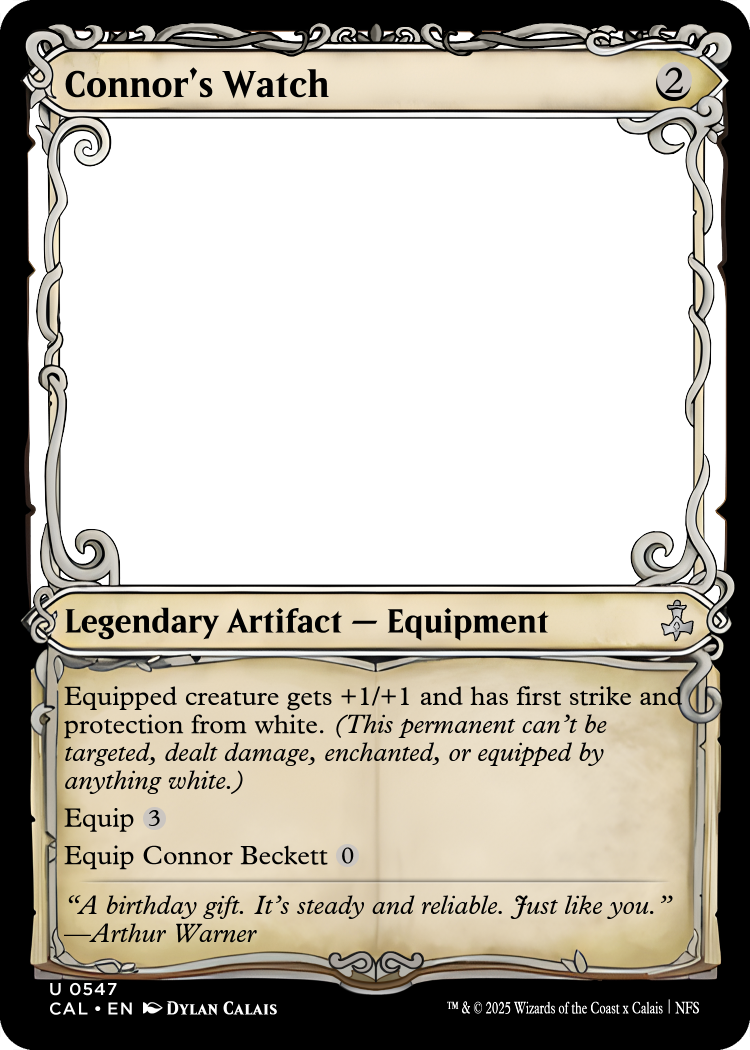 Connor's Watch 2
Legendary Artifact — Equipment
Equipped creature gets +1/+1 and has first strike and
protection from white. (This permanent can't be
targeted, dealt damage, enchanted, or equipped by
anything white.)
Equip 3
Equip Connor Beckett 0
“A birthday gift. It's steady and reliable. Just like you.”
—Arthur Warner
U 0547
CAL • EN Dylan Calais
™ & © 2025 Wizards of the Coast x Calais | NFS